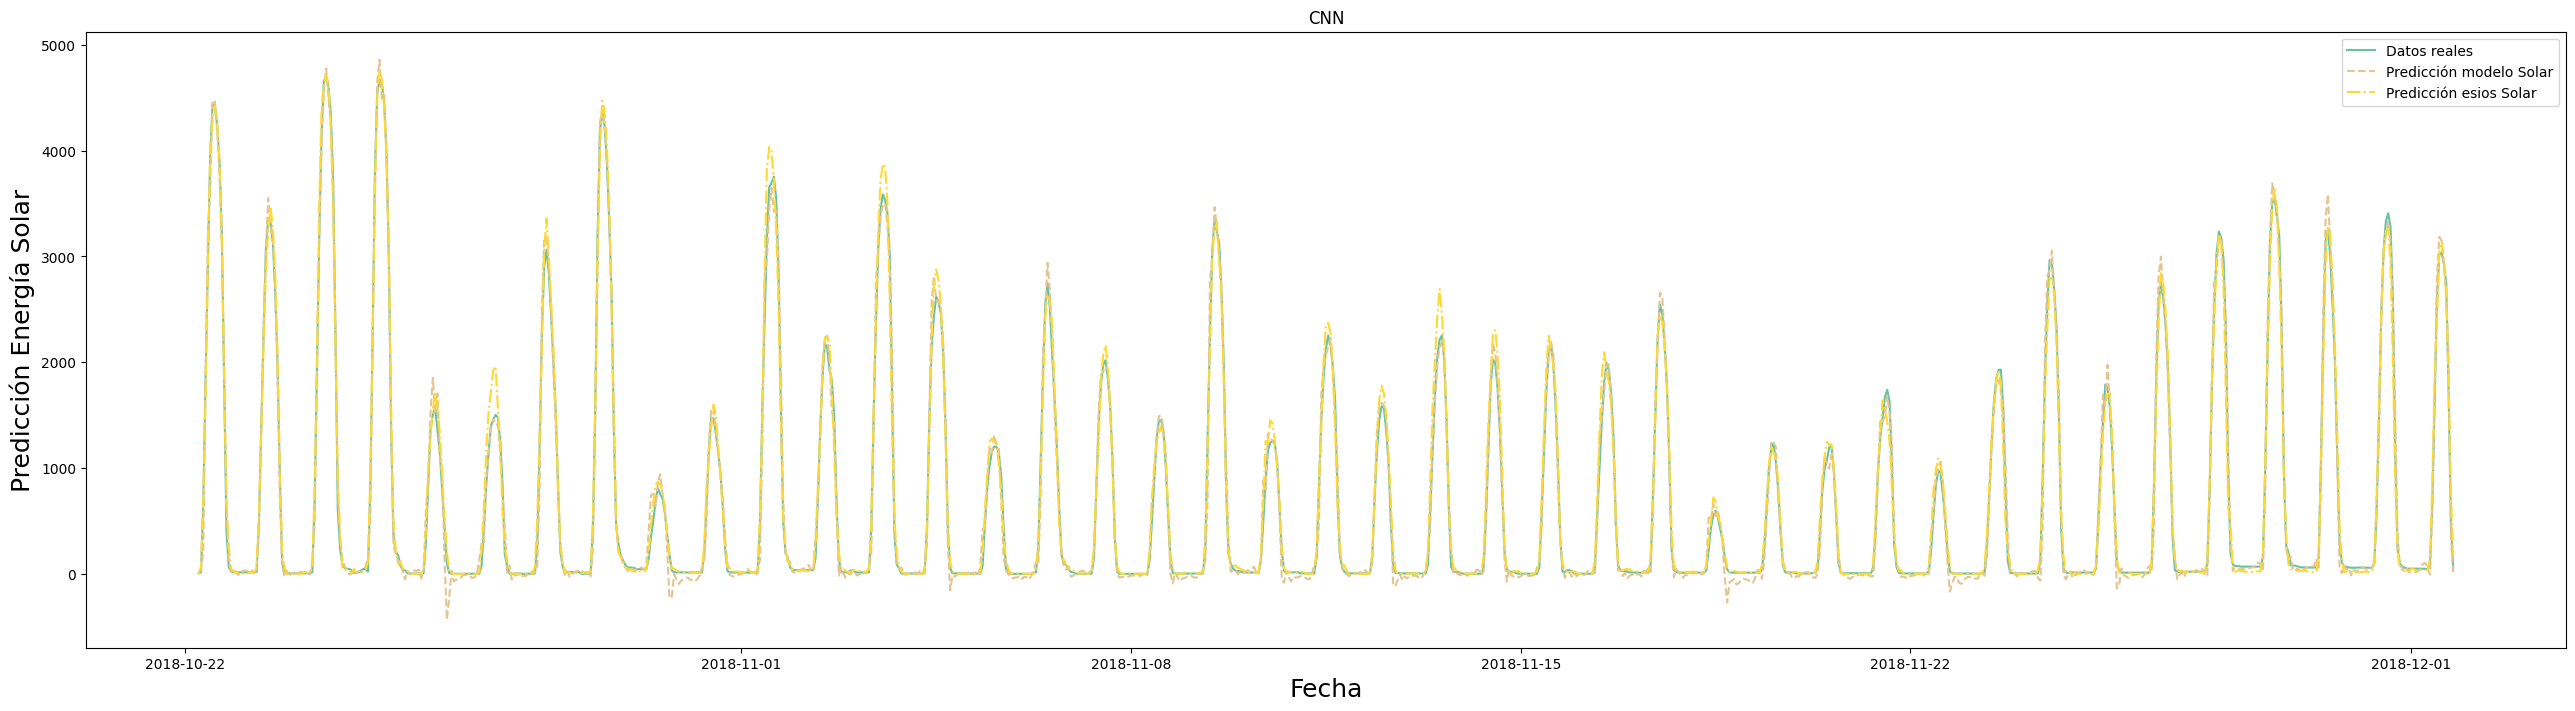 CNN
Predicción Energía Solar
5000
4000
3000
2000
1000
0
Datos reales
Predicción modelo Solar
Predicción esios Solar
2018-10-22
2018-11-01
2018-11-08
2018-11-15
2018-11-22
2018-12-01
Fecha